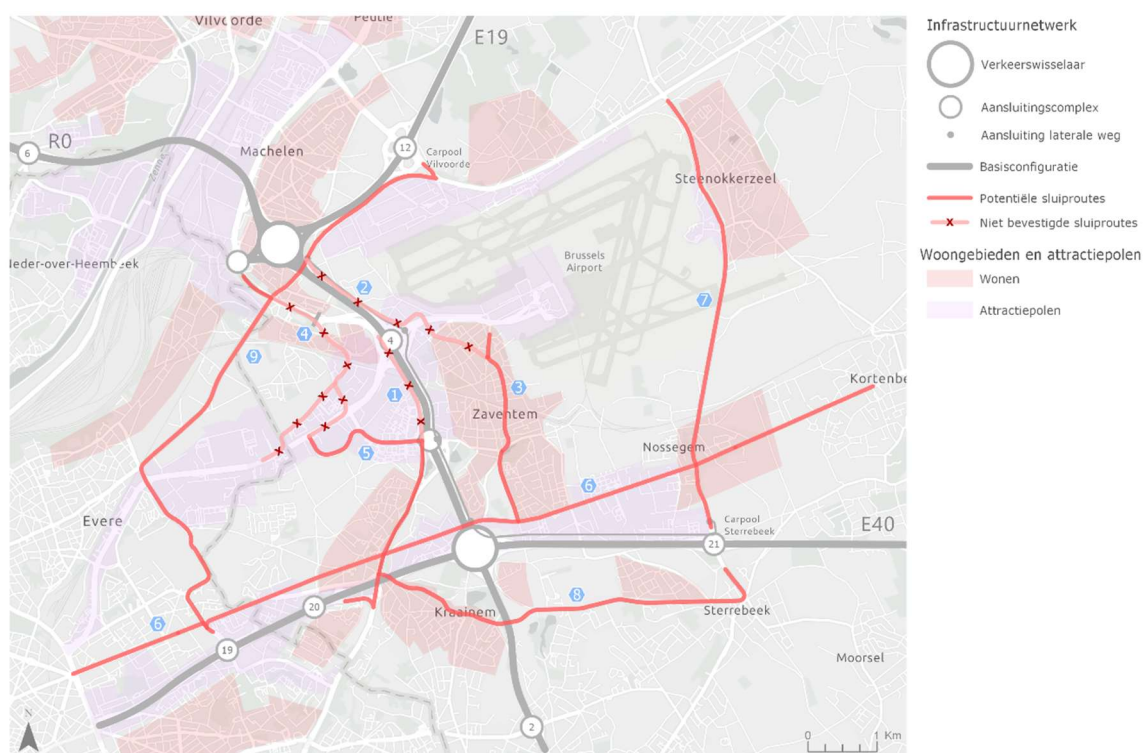 Vilvoorde
Peutie
E19
R0
6
Machelen
12
Carpool
Vilvoorde
Zenne
Steenokkerzeel
Neder-over-Heembeek
Brussels
Airport
2
7
4
4
9
1
3
Kortenbe
Zaventem
Nossegem
5
6
Evere
Carpool
Sterrebeek
E40
21
20
8
Kraainem
Sterrebeek
6
19
Moorsel
2
N
0
1 Km
Infrastructuurnetwerk
Verkeerswisselaar
Aansluitingscomplex
Aansluiting laterale weg
Basisconfiguratie
Potentiële sluiproutes
Niet bevestigde sluiproutes
Woongebieden en attractiepolen
Wonen
Attractiepolen